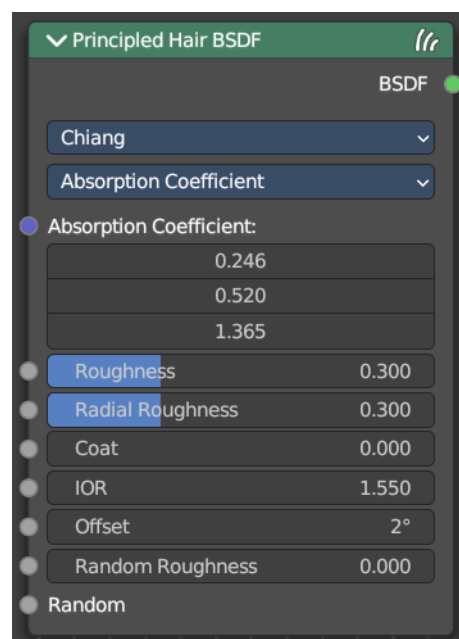 Principled Hair BSDF
BSDF
Chiang
Absorption Coefficient
Absorption Coefficient:
0.246
0.520
1.365
Roughness 0.300
Radial Roughness 0.300
Coat 0.000
IOR 1.550
Offset 2°
Random Roughness 0.000
Random